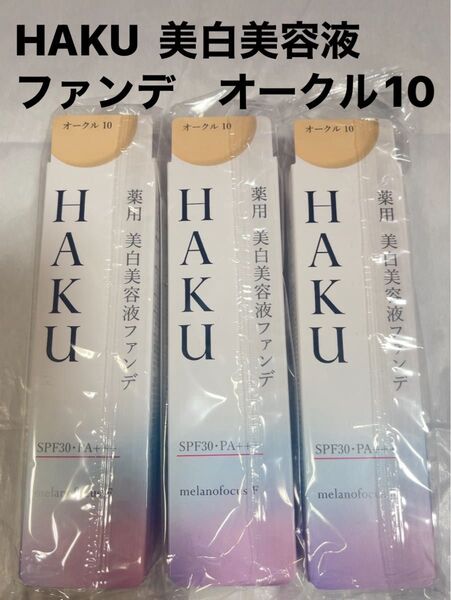 HAKU 美白美容液
ファンデ　オークル10
オークル 10
HAKU
薬用 美白美容液ファンデ
SPF30・PA+++
オークル 10
HAKU
薬用 美白美容液ファンデ
SPF30・PA+++
melanofocus F
オークル 10
HAKU
薬用 美白美容液ファンデ
SPF30・PA+++
melanofocus